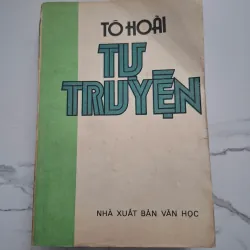 TÔ HOÀI
TỰ
TRUYỆN
NHÀ XUẤT BẢN VĂN HỌC